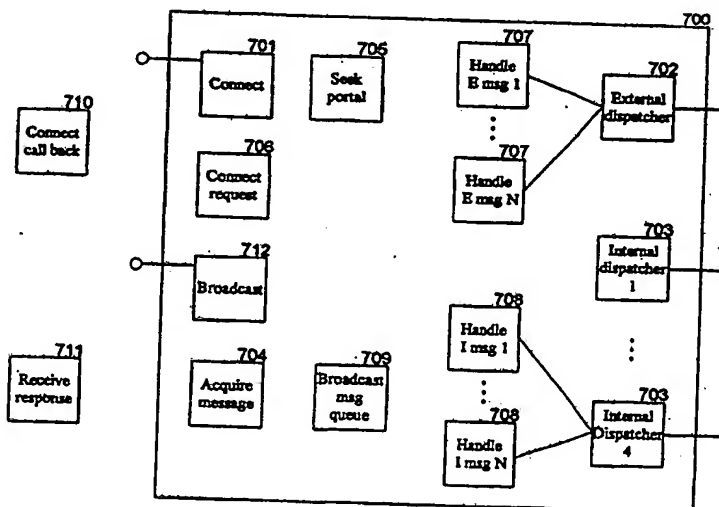 700
701
Connect
705
Seek
portal
707
Handle
E msg 1
702
External
dispatcher
710
Connect
call back
706
Connect
request
707
Handle
E msg N
712
Broadcast
703
Internal
dispatcher
1
708
Handle
I msg 1
711
Receive
response
704
Acquire
message
709
Broadcast
msg
queue
708
Handle
I msg N
703
Internal
Dispatcher
4